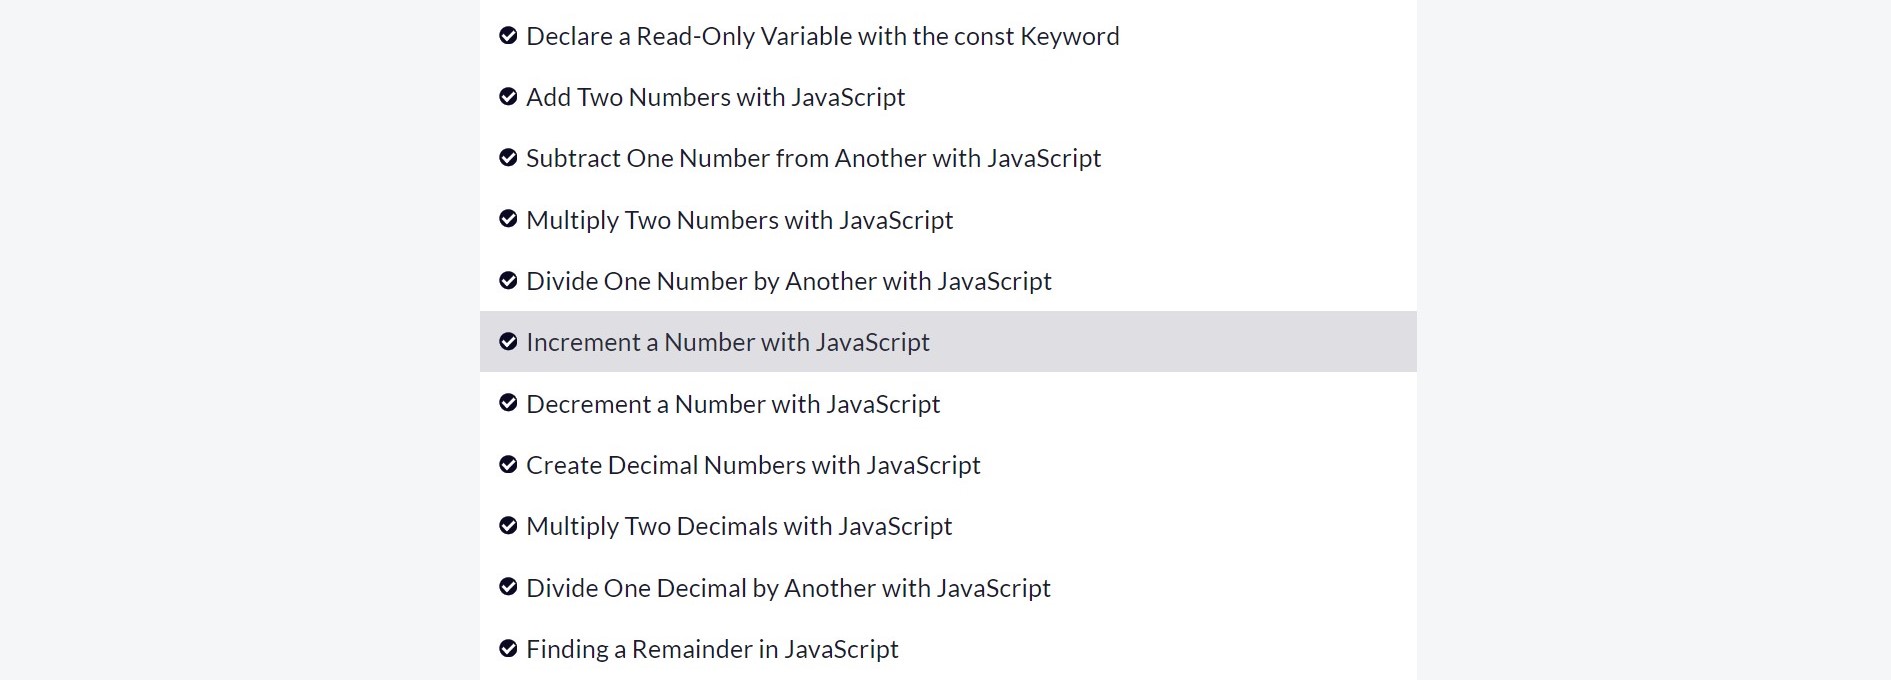 Declare a Read-Only Variable with the const Keyword
Add Two Numbers with JavaScript
Subtract One Number from Another with JavaScript
Multiply Two Numbers with JavaScript
Divide One Number by Another with JavaScript
Increment a Number with JavaScript
Decrement a Number with JavaScript
Create Decimal Numbers with JavaScript
Multiply Two Decimals with JavaScript
Divide One Decimal by Another with JavaScript
Finding a Remainder in JavaScript